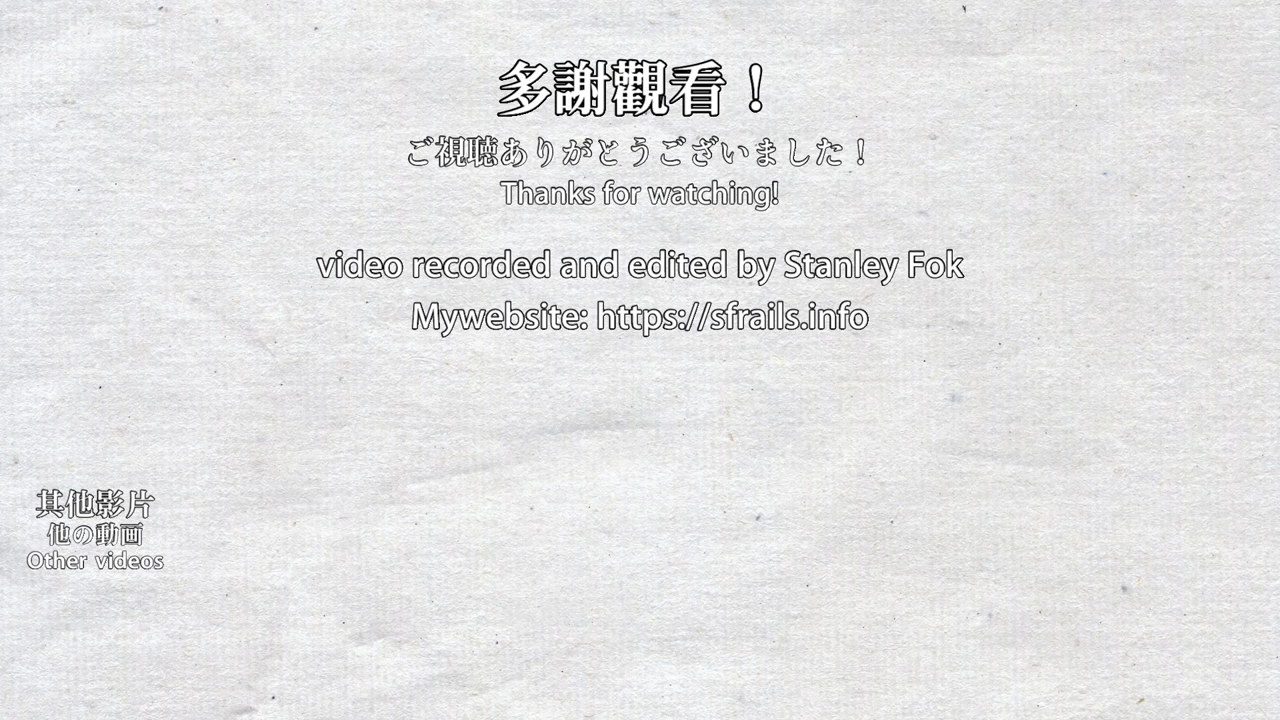 多謝觀看！
ご視聴ありがとうございました！
Thanks for watching!
video recorded and edited by Stanley Fok
Mywebsite: https://sfrails.info
其他影片
他の動画
Other videos